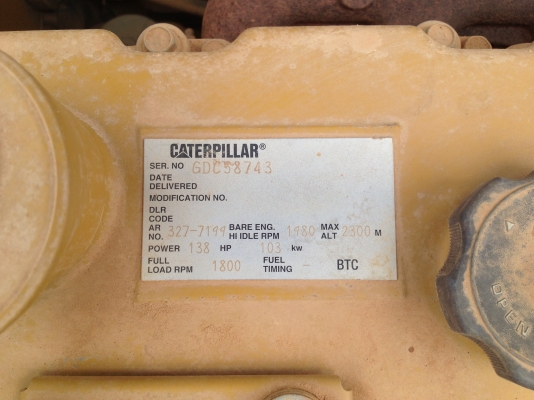 CATERPILLAR®
SER. NO GDC58743
DATE
DELIVERED
MODIFICATION NO.
DLR
CODE
AR NO. 327-7199 BARE ENG. HI IDLE RPM 1980 MAX ALT 2300 M
POWER 138 HP 103 kw
FULL LOAD RPM 1800 FUEL TIMING - BTC
OPEN